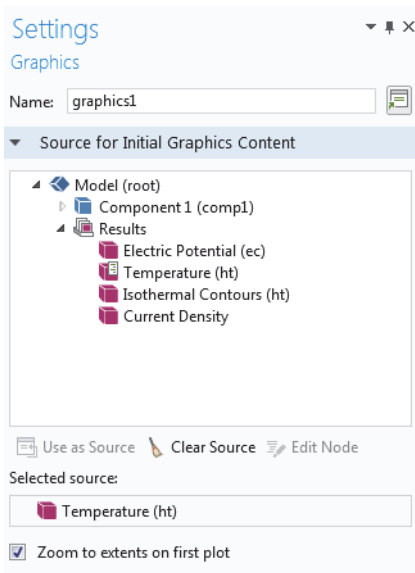 Settings
Graphics
Name: graphics1
Source for Initial Graphics Content
Model (root)
Component 1 (comp1)
Results
Electric Potential (ec)
Temperature (ht)
Isothermal Contours (ht)
Current Density
Use as Source Clear Source Edit Node
Selected source:
Temperature (ht)
Zoom to extents on first plot